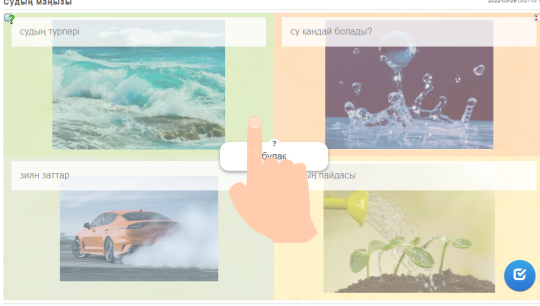 судың маңызы
судың түрлері
су қандай болады?
?
бұлақ
зиян заттар
ың пайдасы